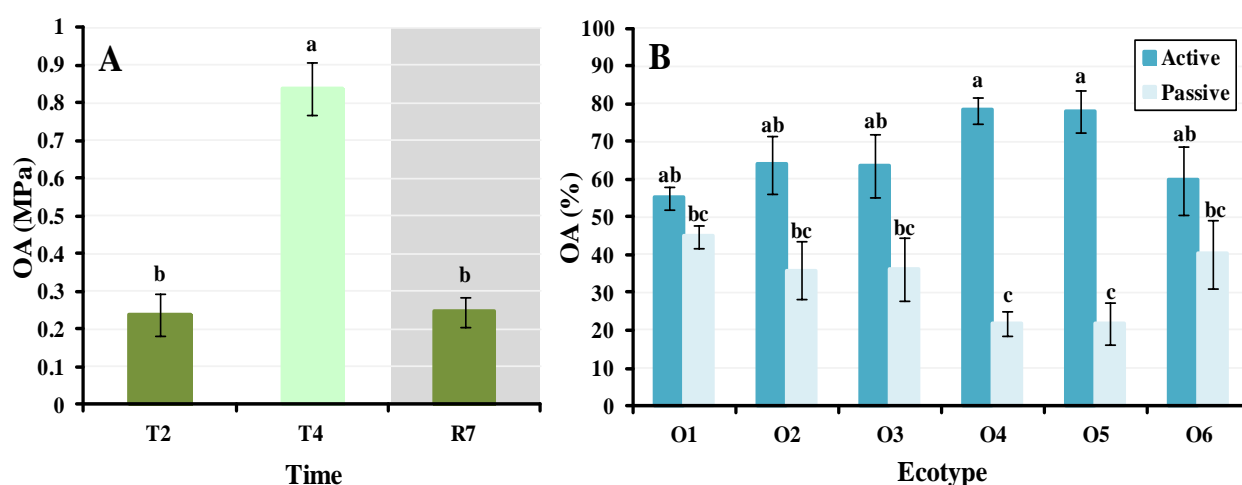 A
OA (MPa)
1
0.9
0.8
0.7
0.6
0.5
0.4
0.3
0.2
0.1
0
b
a
b
T2 T4 R7
Time
B
Active
Passive
OA (%)
100
90
80
70
60
50
40
30
20
10
0
ab
bc
ab
bc
ab
bc
a
c
a
c
ab
bc
O1 O2 O3 O4 O5 O6
Ecotype